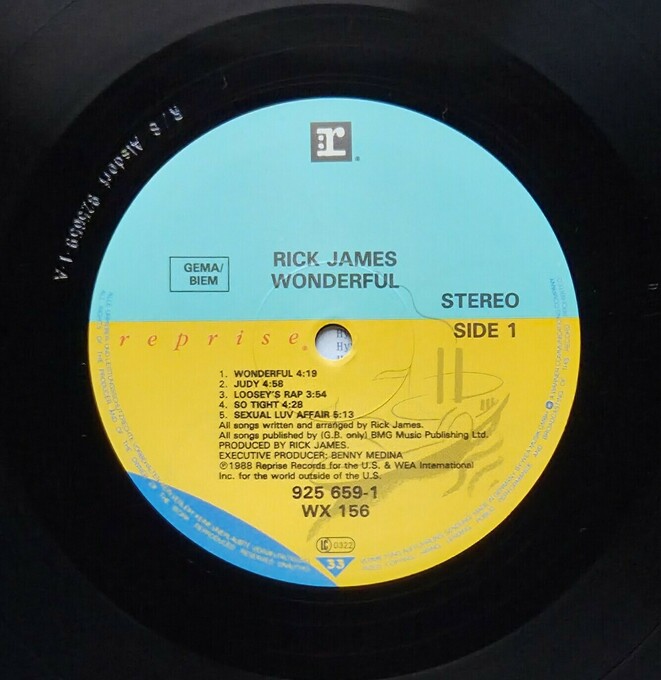 r
R/S Alsdorf 925659-1-A
GEMA/
BIEM
RICK JAMES
WONDERFUL
STEREO
SIDE 1
reprise
1. WONDERFUL 4:19
2. JUDY 4:58
3. LOOSEY'S RAP 3:54
4. SO TIGHT 4:28
5. SEXUAL LUV AFFAIR 5:13
All songs written and arranged by Rick James.
All songs published by (G.B. only) BMG Music Publishing Ltd.
PRODUCED BY RICK JAMES.
EXECUTIVE PRODUCER: BENNY MEDINA
℗1988 Reprise Records for the U.S. & WEA International
Inc. for the world outside of the U.S.
925 659-1
WX 156
LC 0322
33